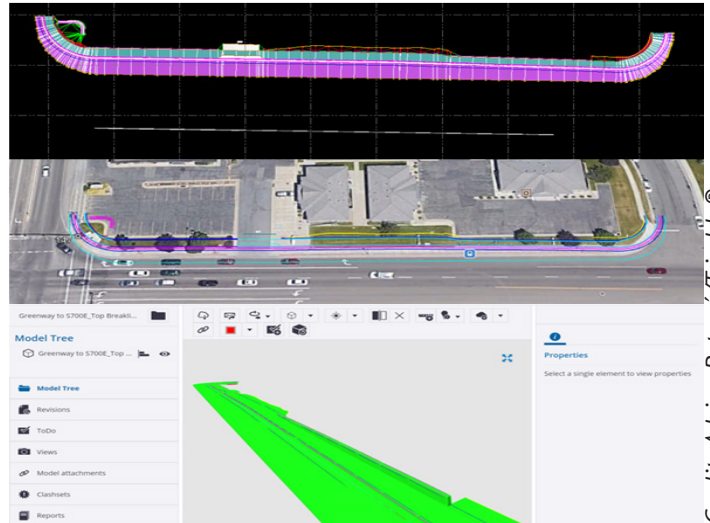 Greenway to S700E_Top Breakli...
Model Tree
Greenway to S700E_Top ...
Model Tree
Revisions
ToDo
Views
Model attachments
Clashsets
Reports
Properties
Select a single element to view properties